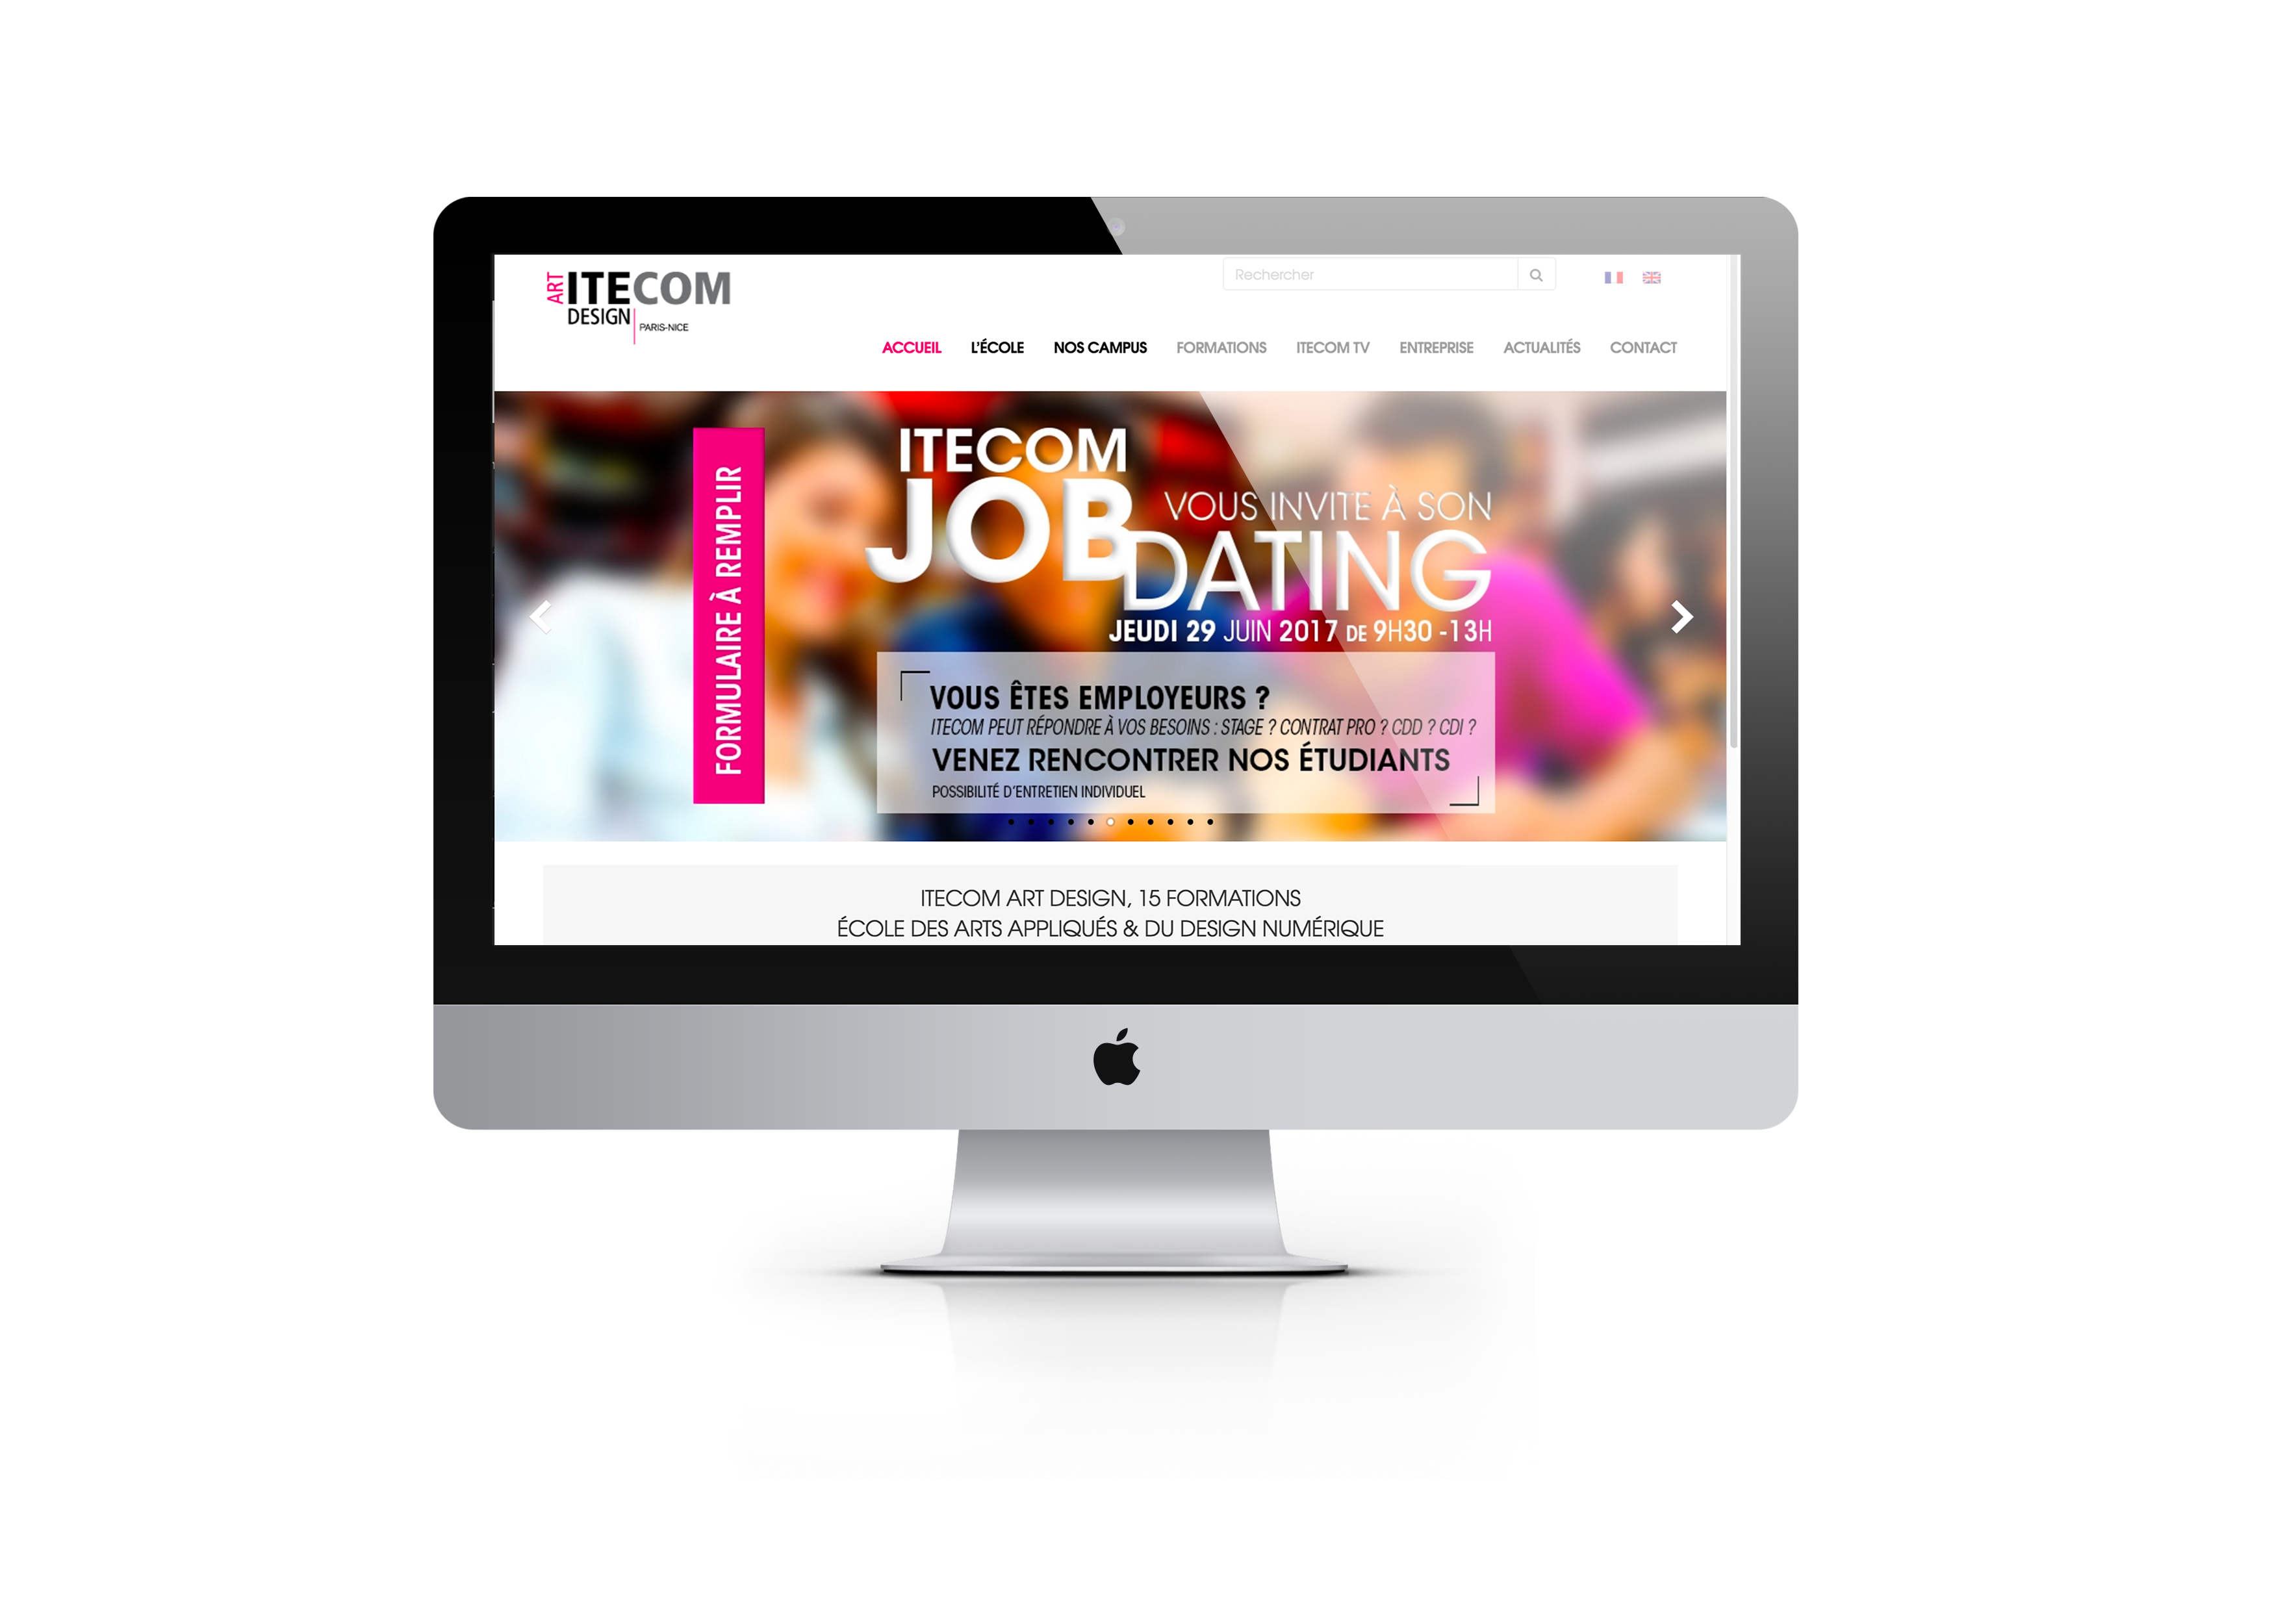 ART ITECOM
DESIGN PARIS-NICE
Rechercher
ACCUEIL L'ÉCOLE NOS CAMPUS FORMATIONS ITECOM TV ENTREPRISE ACTUALITÉS CONTACT
FORMULAIRE À REMPLIR
ITECOM
JOB
VOUS INVITE À SON
DATING
JEUDI 29 JUIN 2017 DE 9H30 -13H
VOUS ÊTES EMPLOYEURS ?
ITECOM PEUT RÉPONDRE À VOS BESOINS : STAGE ? CONTRAT PRO ? CDD ? CDI ?
VENEZ RENCONTRER NOS ÉTUDIANTS
POSSIBILITÉ D'ENTRETIEN INDIVIDUEL
ITECOM ART DESIGN, 15 FORMATIONS
ÉCOLE DES ARTS APPLIQUÉS & DU DESIGN NUMÉRIQUE